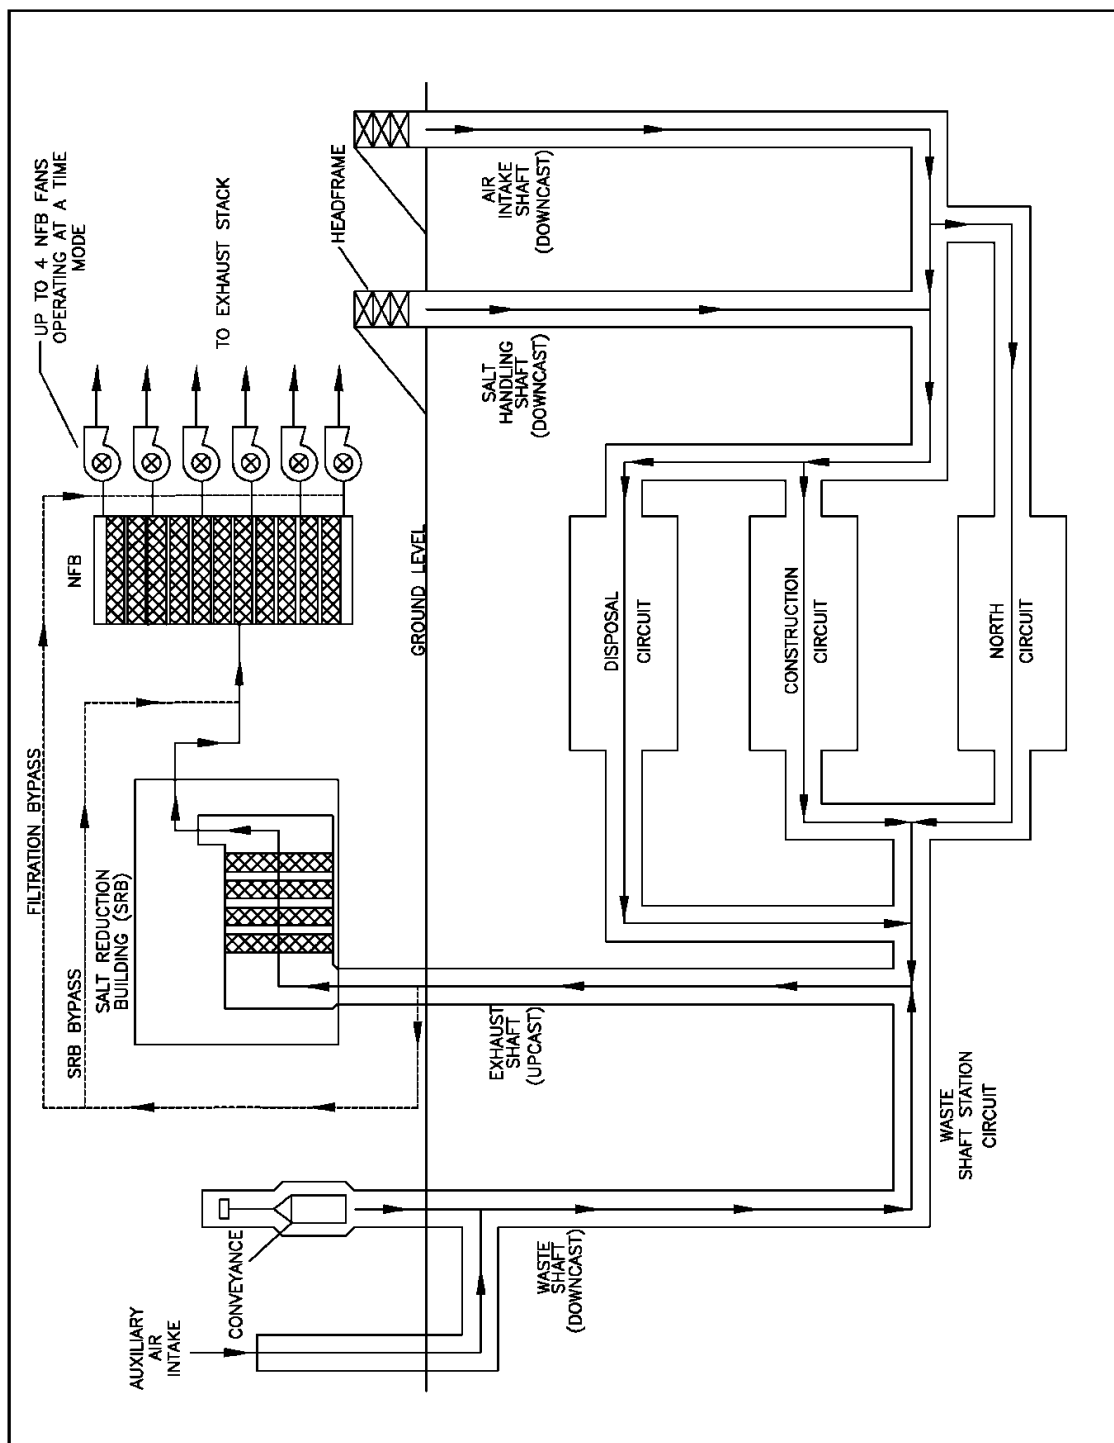 FILTRATION BYPASS
UP TO 4 NFB FANS
OPERATING AT A TIME
MODE
SRB BYPASS
NFB
SALT REDUCTION
BUILDING (SRB)
AUXILIARY
AIR
INTAKE
CONVEYANCE
TO EXHAUST STACK
HEADFRAME
GROUND LEVEL
WASTE
SHAFT
(DOWNCAST)
EXHAUST
SHAFT
(UPCAST)
SALT
HANDLING
SHAFT
(DOWNCAST)
AIR
INTAKE
SHAFT
(DOWNCAST)
DISPOSAL
CIRCUIT
CONSTRUCTION
CIRCUIT
WASTE
SHAFT STATION
CIRCUIT
NORTH
CIRCUIT